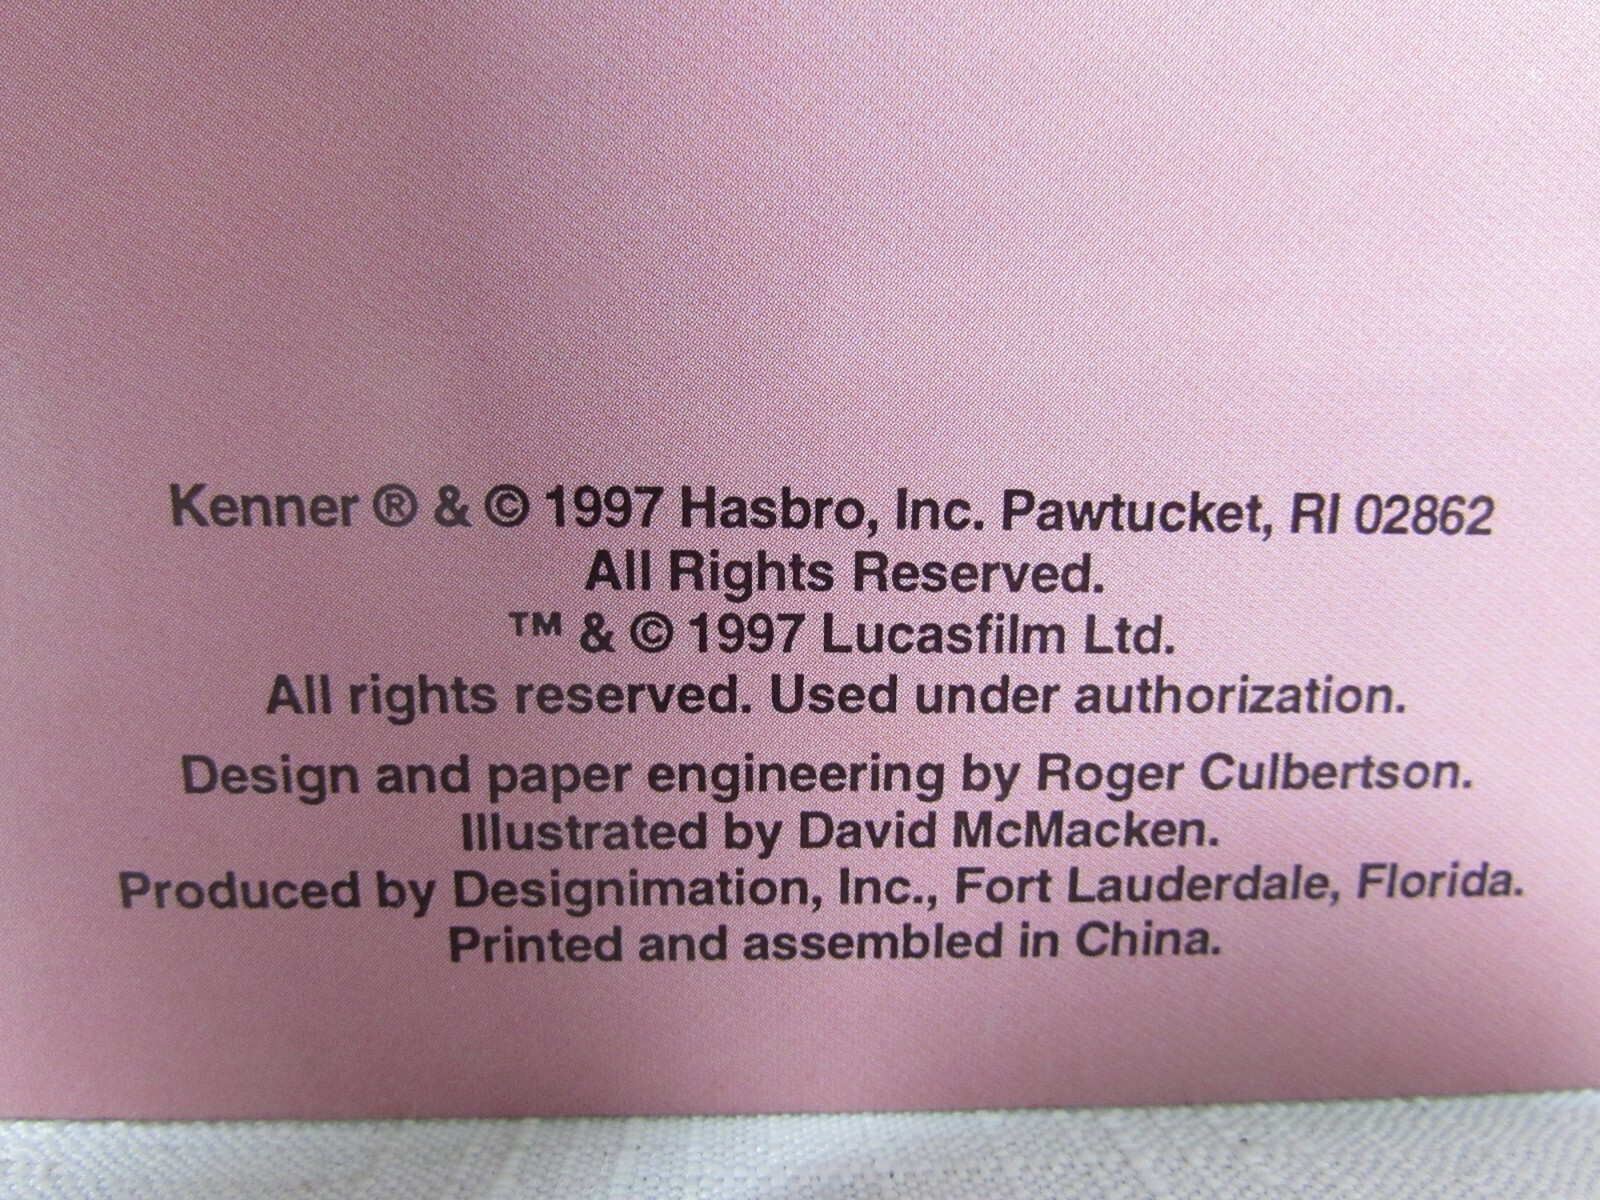 Kenner ® & © 1997 Hasbro, Inc. Pawtucket, RI 02862
All Rights Reserved.
™ & © 1997 Lucasfilm Ltd.
All rights reserved. Used under authorization.
Design and paper engineering by Roger Culbertson.
Illustrated by David McMacken.
Produced by Designimation, Inc., Fort Lauderdale, Florida.
Printed and assembled in China.